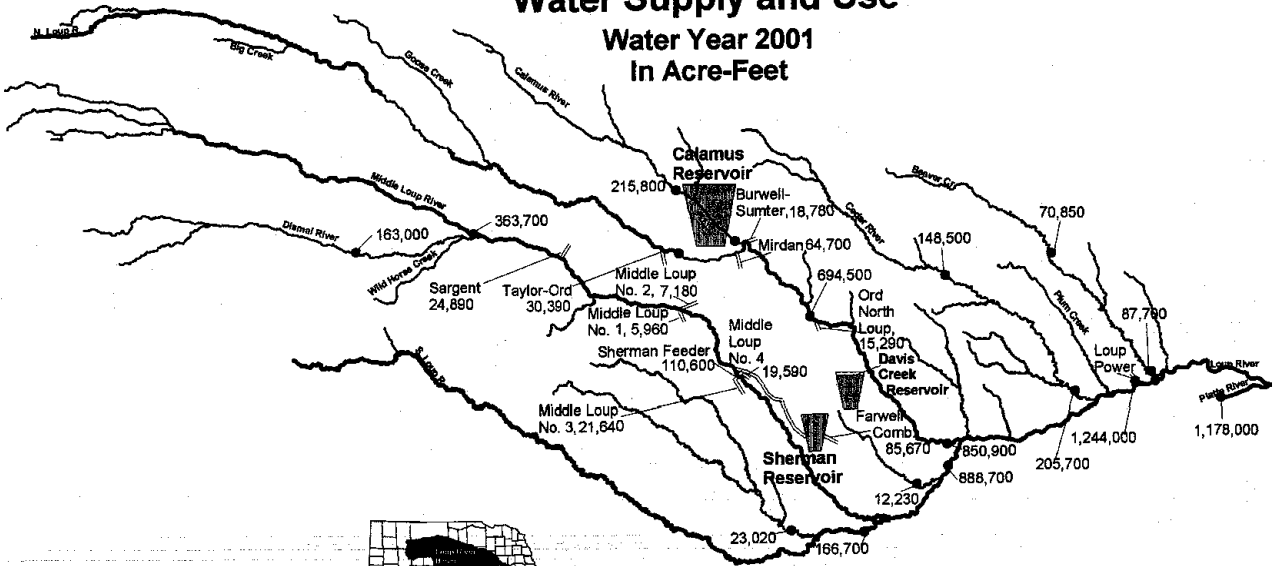 Water Supply and Use
Water Year 2001
In Acre-Feet
N. Loup R.
Big Creek
Goose Creek
Calamus River
Calamus
Reservoir
215,800
Burwell-
Sumter, 18,780
Cedar River
Beaver Cr.
70,850
Middle Loup River
363,700
Dismal River
163,000
Wild Horse Creek
Mirdan 64,700
148,500
694,500
Sargent
24,890
Taylor-Ord
30,390
Middle Loup
No. 2, 7,180
Middle Loup
No. 1, 5,960
Ord
North
Loup,
15,290
Plum Creek
87,700
Sherman Feeder
110,600
Middle
Loup
No. 4
19,590
Davis
Creek
Reservoir
Loup
Power
Loup River
Platte River
S. Loup R.
Middle Loup
No. 3, 21,640
Farwell
Comb.
85,670
850,900
1,244,000
1,178,000
205,700
Sherman
Reservoir
888,700
12,230
23,020
166,700
Loup River